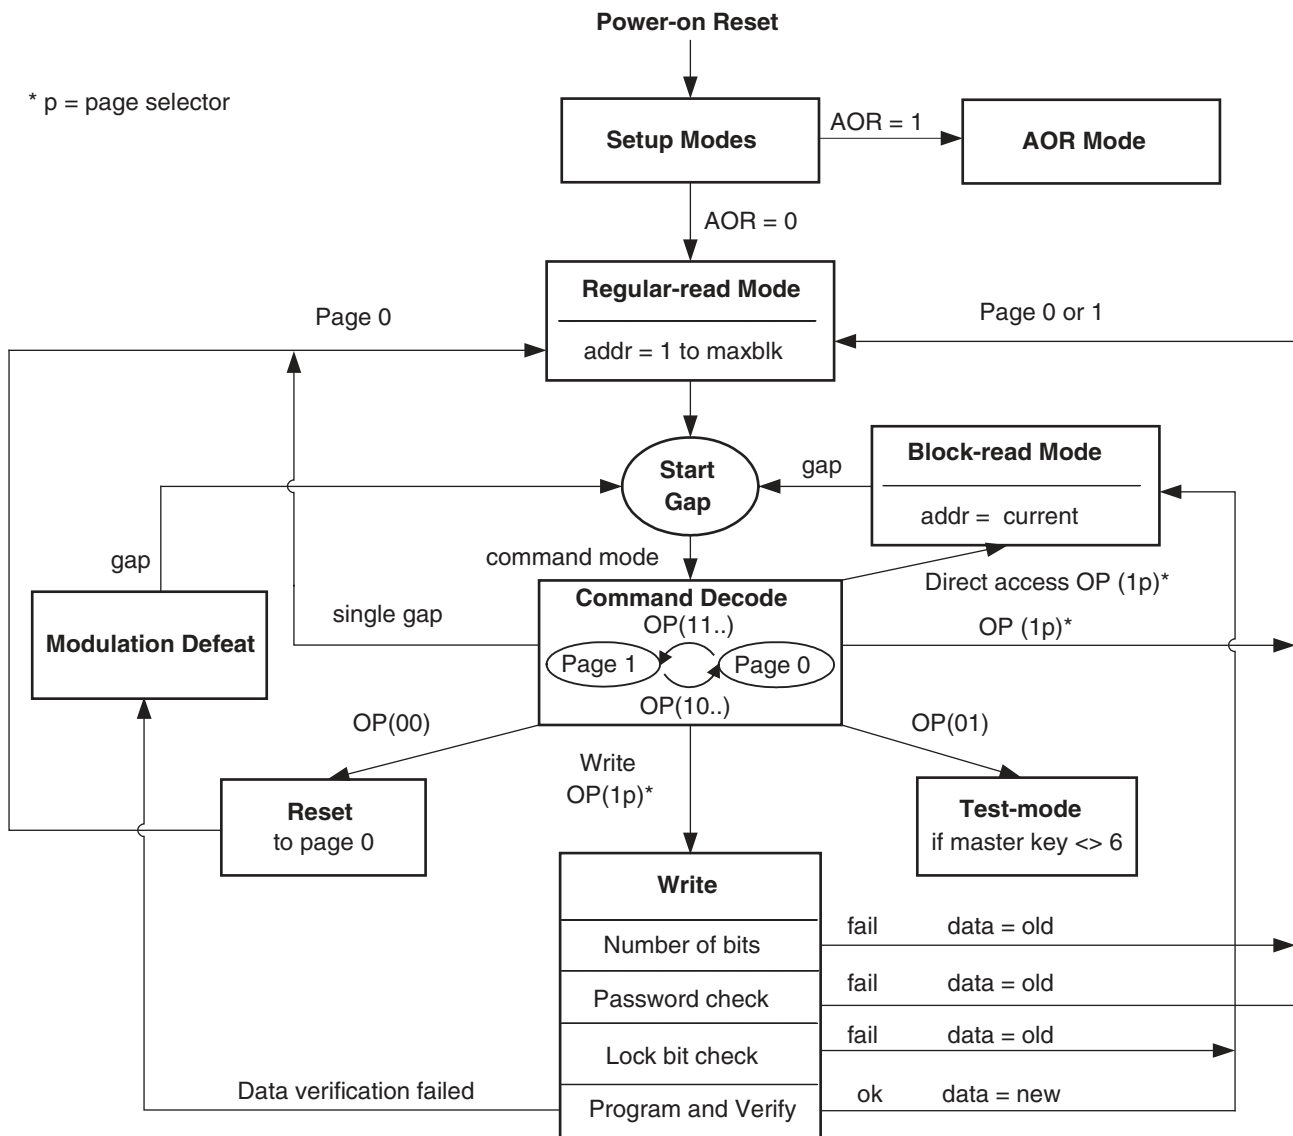 Power-on Reset
* p = page selector
Setup Modes
AOR = 1
AOR Mode
AOR = 0
Regular-read Mode
addr = 1 to maxblk
Page 0
Page 0 or 1
Start
Gap
gap
Block-read Mode
addr = current
gap
command mode
Direct access OP (1p)*
Command Decode
OP(11..)
Page 1
Page 0
OP(10..)
single gap
OP (1p)*
Modulation Defeat
OP(00)
Write
OP(1p)*
OP(01)
Reset
to page 0
Test-mode
if master key <> 6
Write
Number of bits
fail data = old
Password check
fail data = old
Lock bit check
fail data = old
Program and Verify
ok data = new
Data verification failed